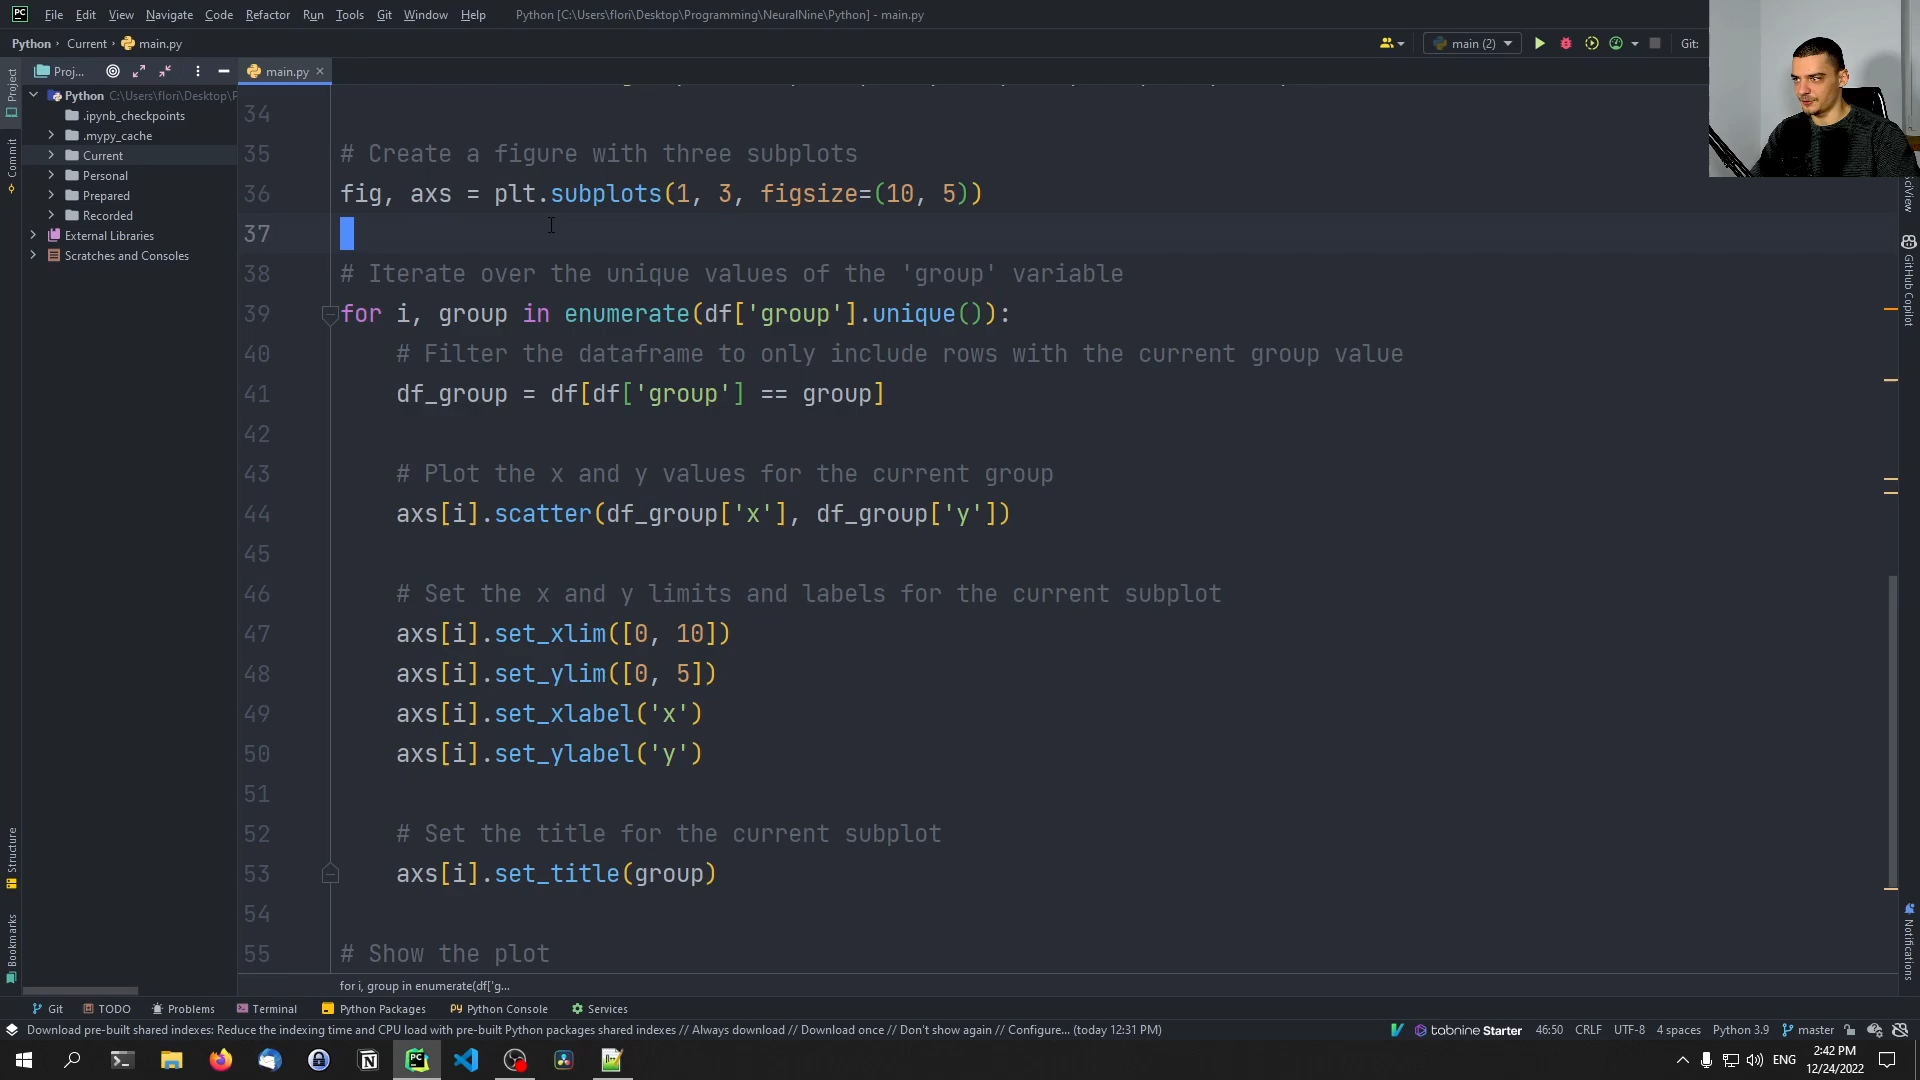 PC File Edit View Navigate Code Refactor Run Tools Git Window Help Python [C:\Users\flori\Desktop\Programming\NeuralNine\Python] - main.py
Python Current main.py main (2) Git:
Proj... main.py
Project
Python C:\Users\flori\Desktop\P
.ipynb_checkpoints
.mypy_cache
Current
Personal
Prepared
Recorded
External Libraries
Scratches and Consoles
Commit
Structure
Bookmarks
34
35 # Create a figure with three subplots
36 fig, axs = plt.subplots(1, 3, figsize=(10, 5))
37
38 # Iterate over the unique values of the 'group' variable
39 for i, group in enumerate(df['group'].unique()):
40 # Filter the dataframe to only include rows with the current group value
41 df_group = df[df['group'] == group]
42
43 # Plot the x and y values for the current group
44 axs[i].scatter(df_group['x'], df_group['y'])
45
46 # Set the x and y limits and labels for the current subplot
47 axs[i].set_xlim([0, 10])
48 axs[i].set_ylim([0, 5])
49 axs[i].set_xlabel('x')
50 axs[i].set_ylabel('y')
51
52 # Set the title for the current subplot
53 axs[i].set_title(group)
54
55 # Show the plot
for i, group in enumerate(df['g...
SciView
GitHub Copilot
Notifications
Git TODO Problems Terminal Python Packages Python Console Services
Download pre-built shared indexes: Reduce the indexing time and CPU load with pre-built Python packages shared indexes // Always download // Download once // Don't show again // Configure... (today 12:31 PM) tabnine Starter 46:50 CRLF UTF-8 4 spaces Python 3.9 master
ENG 2:42 PM
12/24/2022